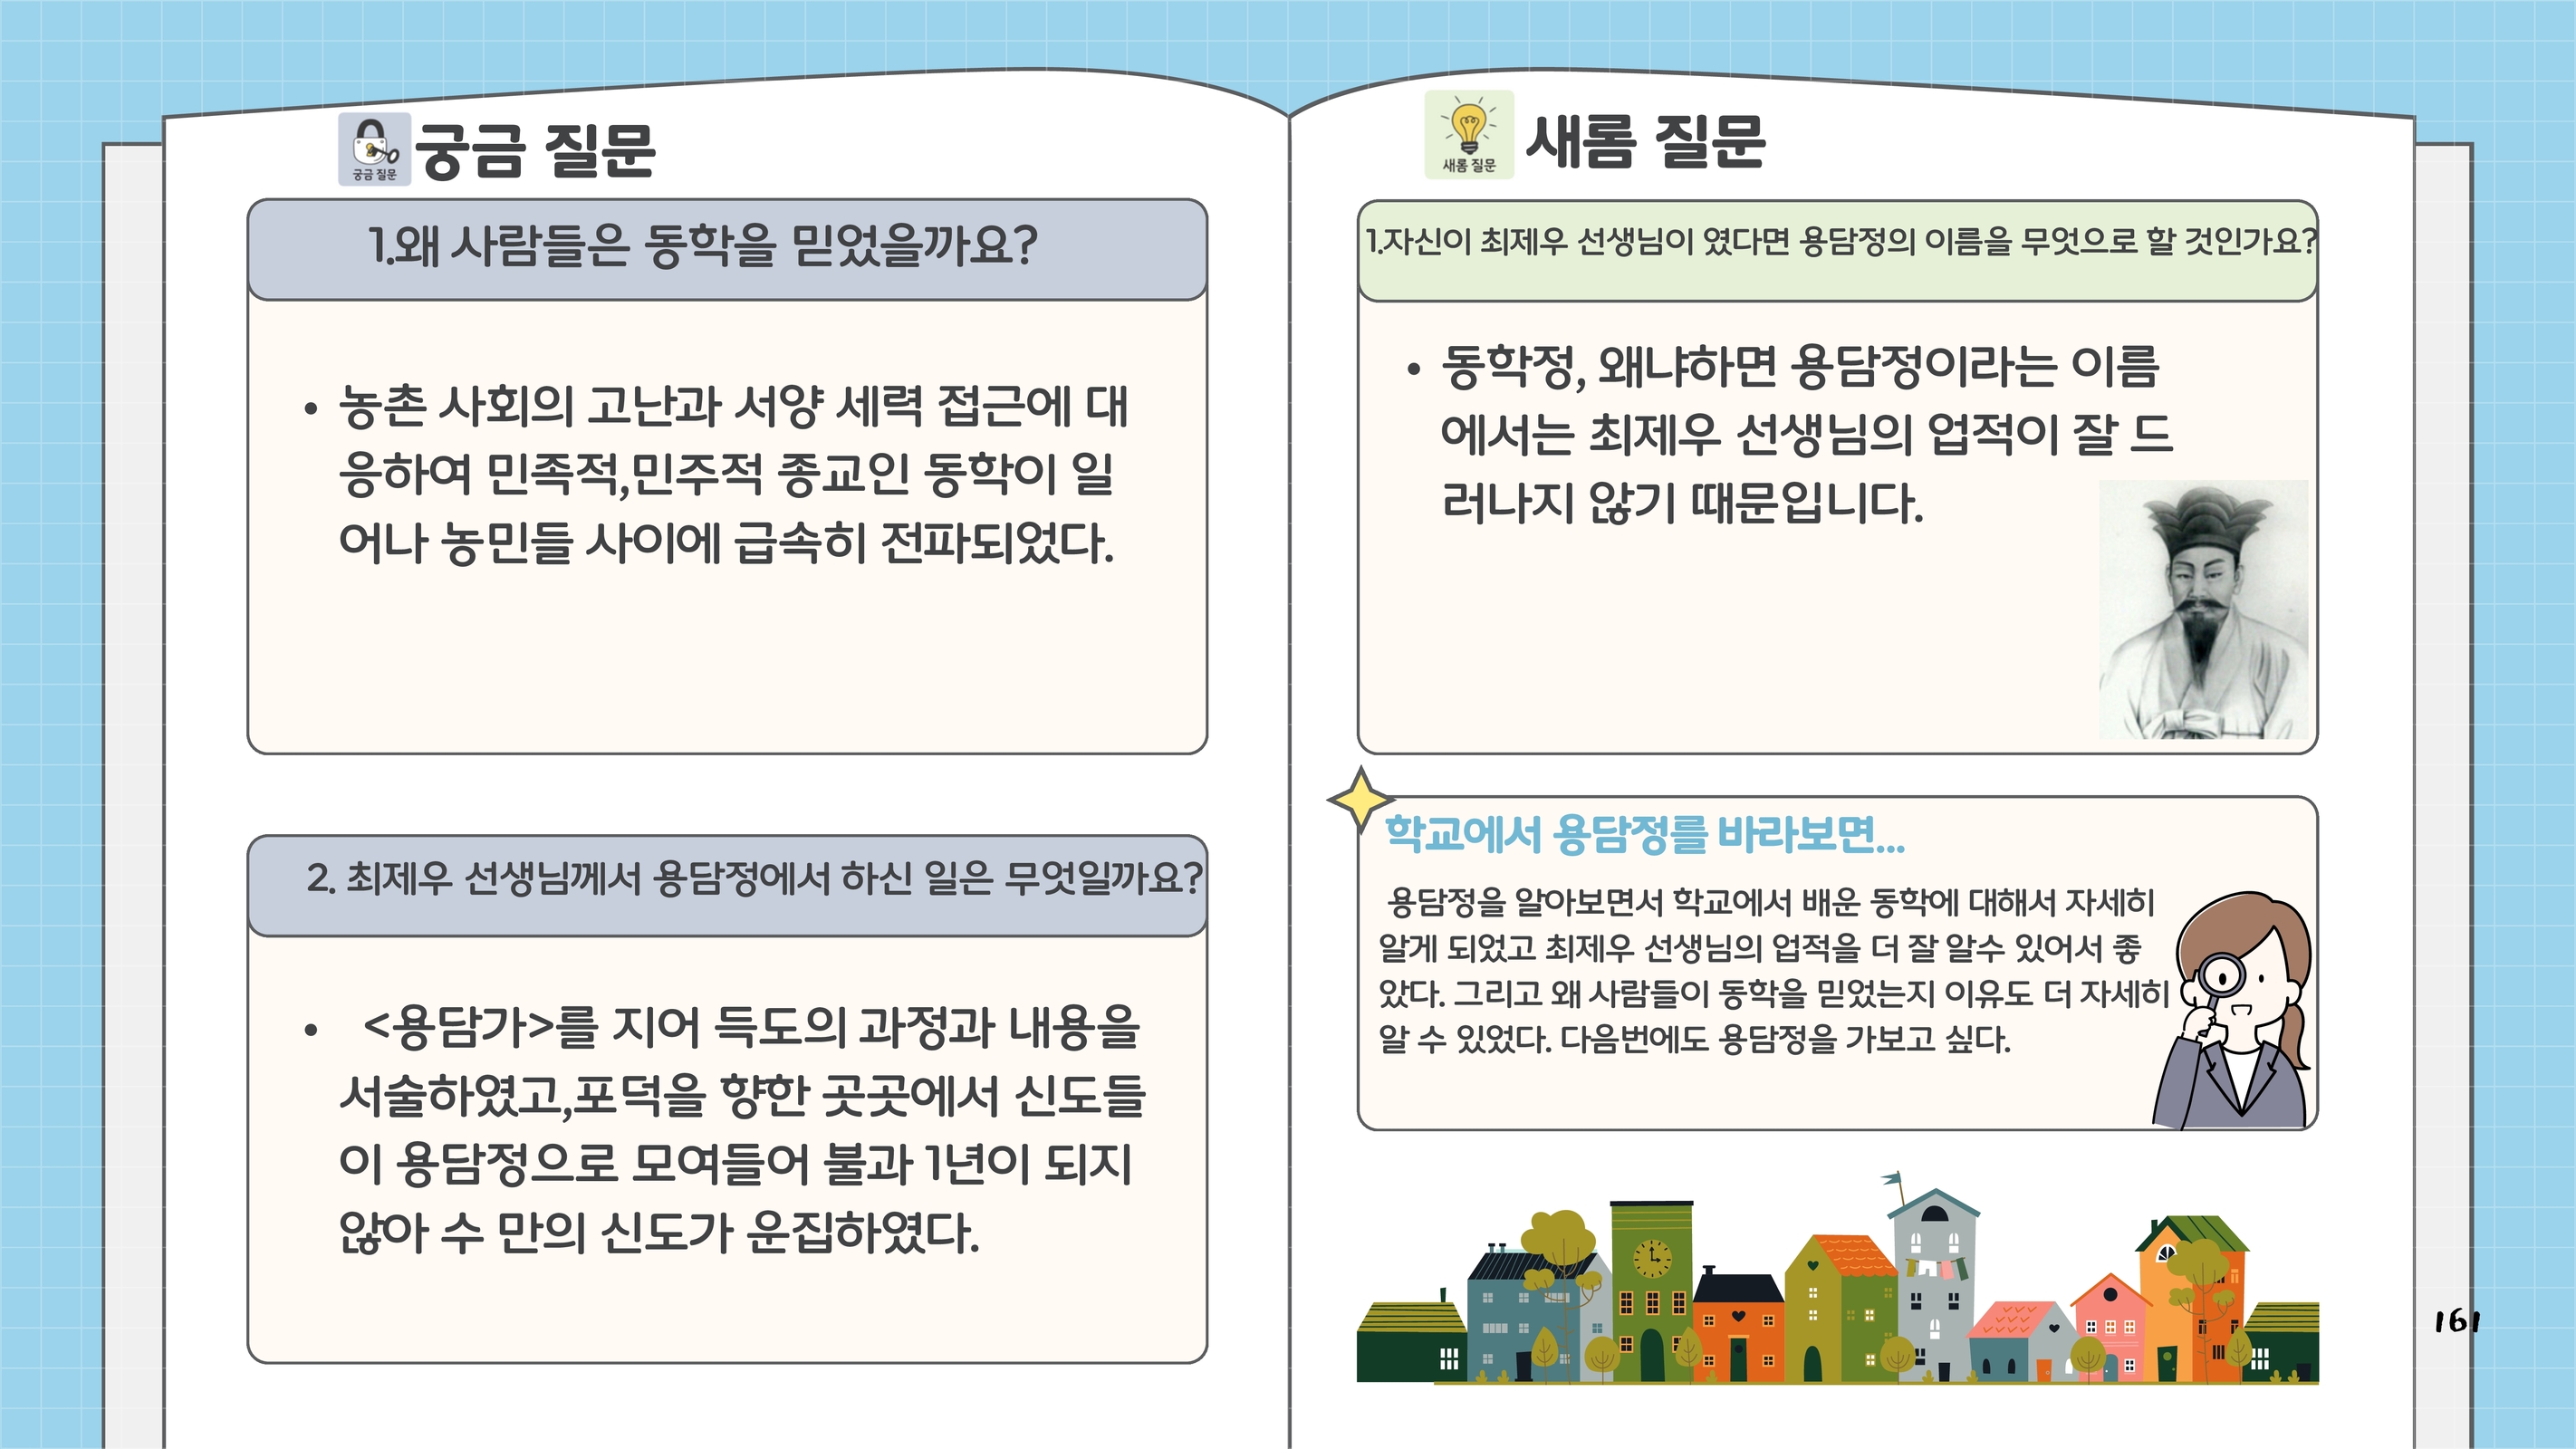 궁금 질문
궁금 질문
1.왜 사람들은 동학을 믿었을까요?
• 농촌 사회의 고난과 서양 세력 접근에 대
응하여 민족적,민주적 종교인 동학이 일
어나 농민들 사이에 급속히 전파되었다.
2. 최제우 선생님께서 용담정에서 하신 일은 무엇일까요?
• <용담가>를 지어 득도의 과정과 내용을
서술하였고,포덕을 향한 곳곳에서 신도들
이 용담정으로 모여들어 불과 1년이 되지
않아 수 만의 신도가 운집하였다.
새롬 질문
새롬 질문
1.자신이 최제우 선생님이 였다면 용담정의 이름을 무엇으로 할 것인가요?
• 동학정, 왜냐하면 용담정이라는 이름
에서는 최제우 선생님의 업적이 잘 드
러나지 않기 때문입니다.
학교에서 용담정를 바라보면...
용담정을 알아보면서 학교에서 배운 동학에 대해서 자세히
알게 되었고 최제우 선생님의 업적을 더 잘 알수 있어서 좋
았다. 그리고 왜 사람들이 동학을 믿었는지 이유도 더 자세히
알 수 있었다. 다음번에도 용담정을 가보고 싶다.
161